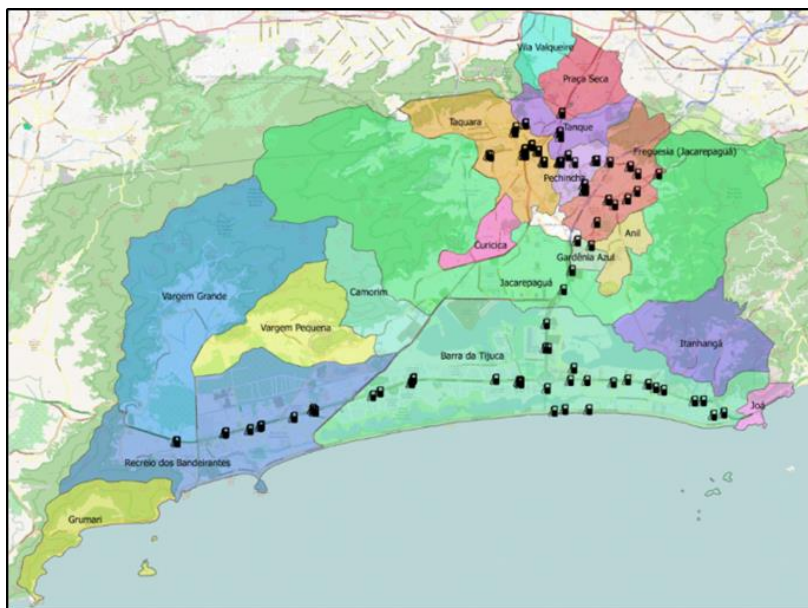 Vila Valqueire
Praça Seca
Taquara
Tanque
Freguesia (Jacarepaguá)
Pechincha
Curicica
Anil
Gardênia Azul
Vargem Grande
Camorim
Jacarepaguá
Vargem Pequena
Barra da Tijuca
Itanhangá
Joá
Recreio dos Bandeirantes
Grumari